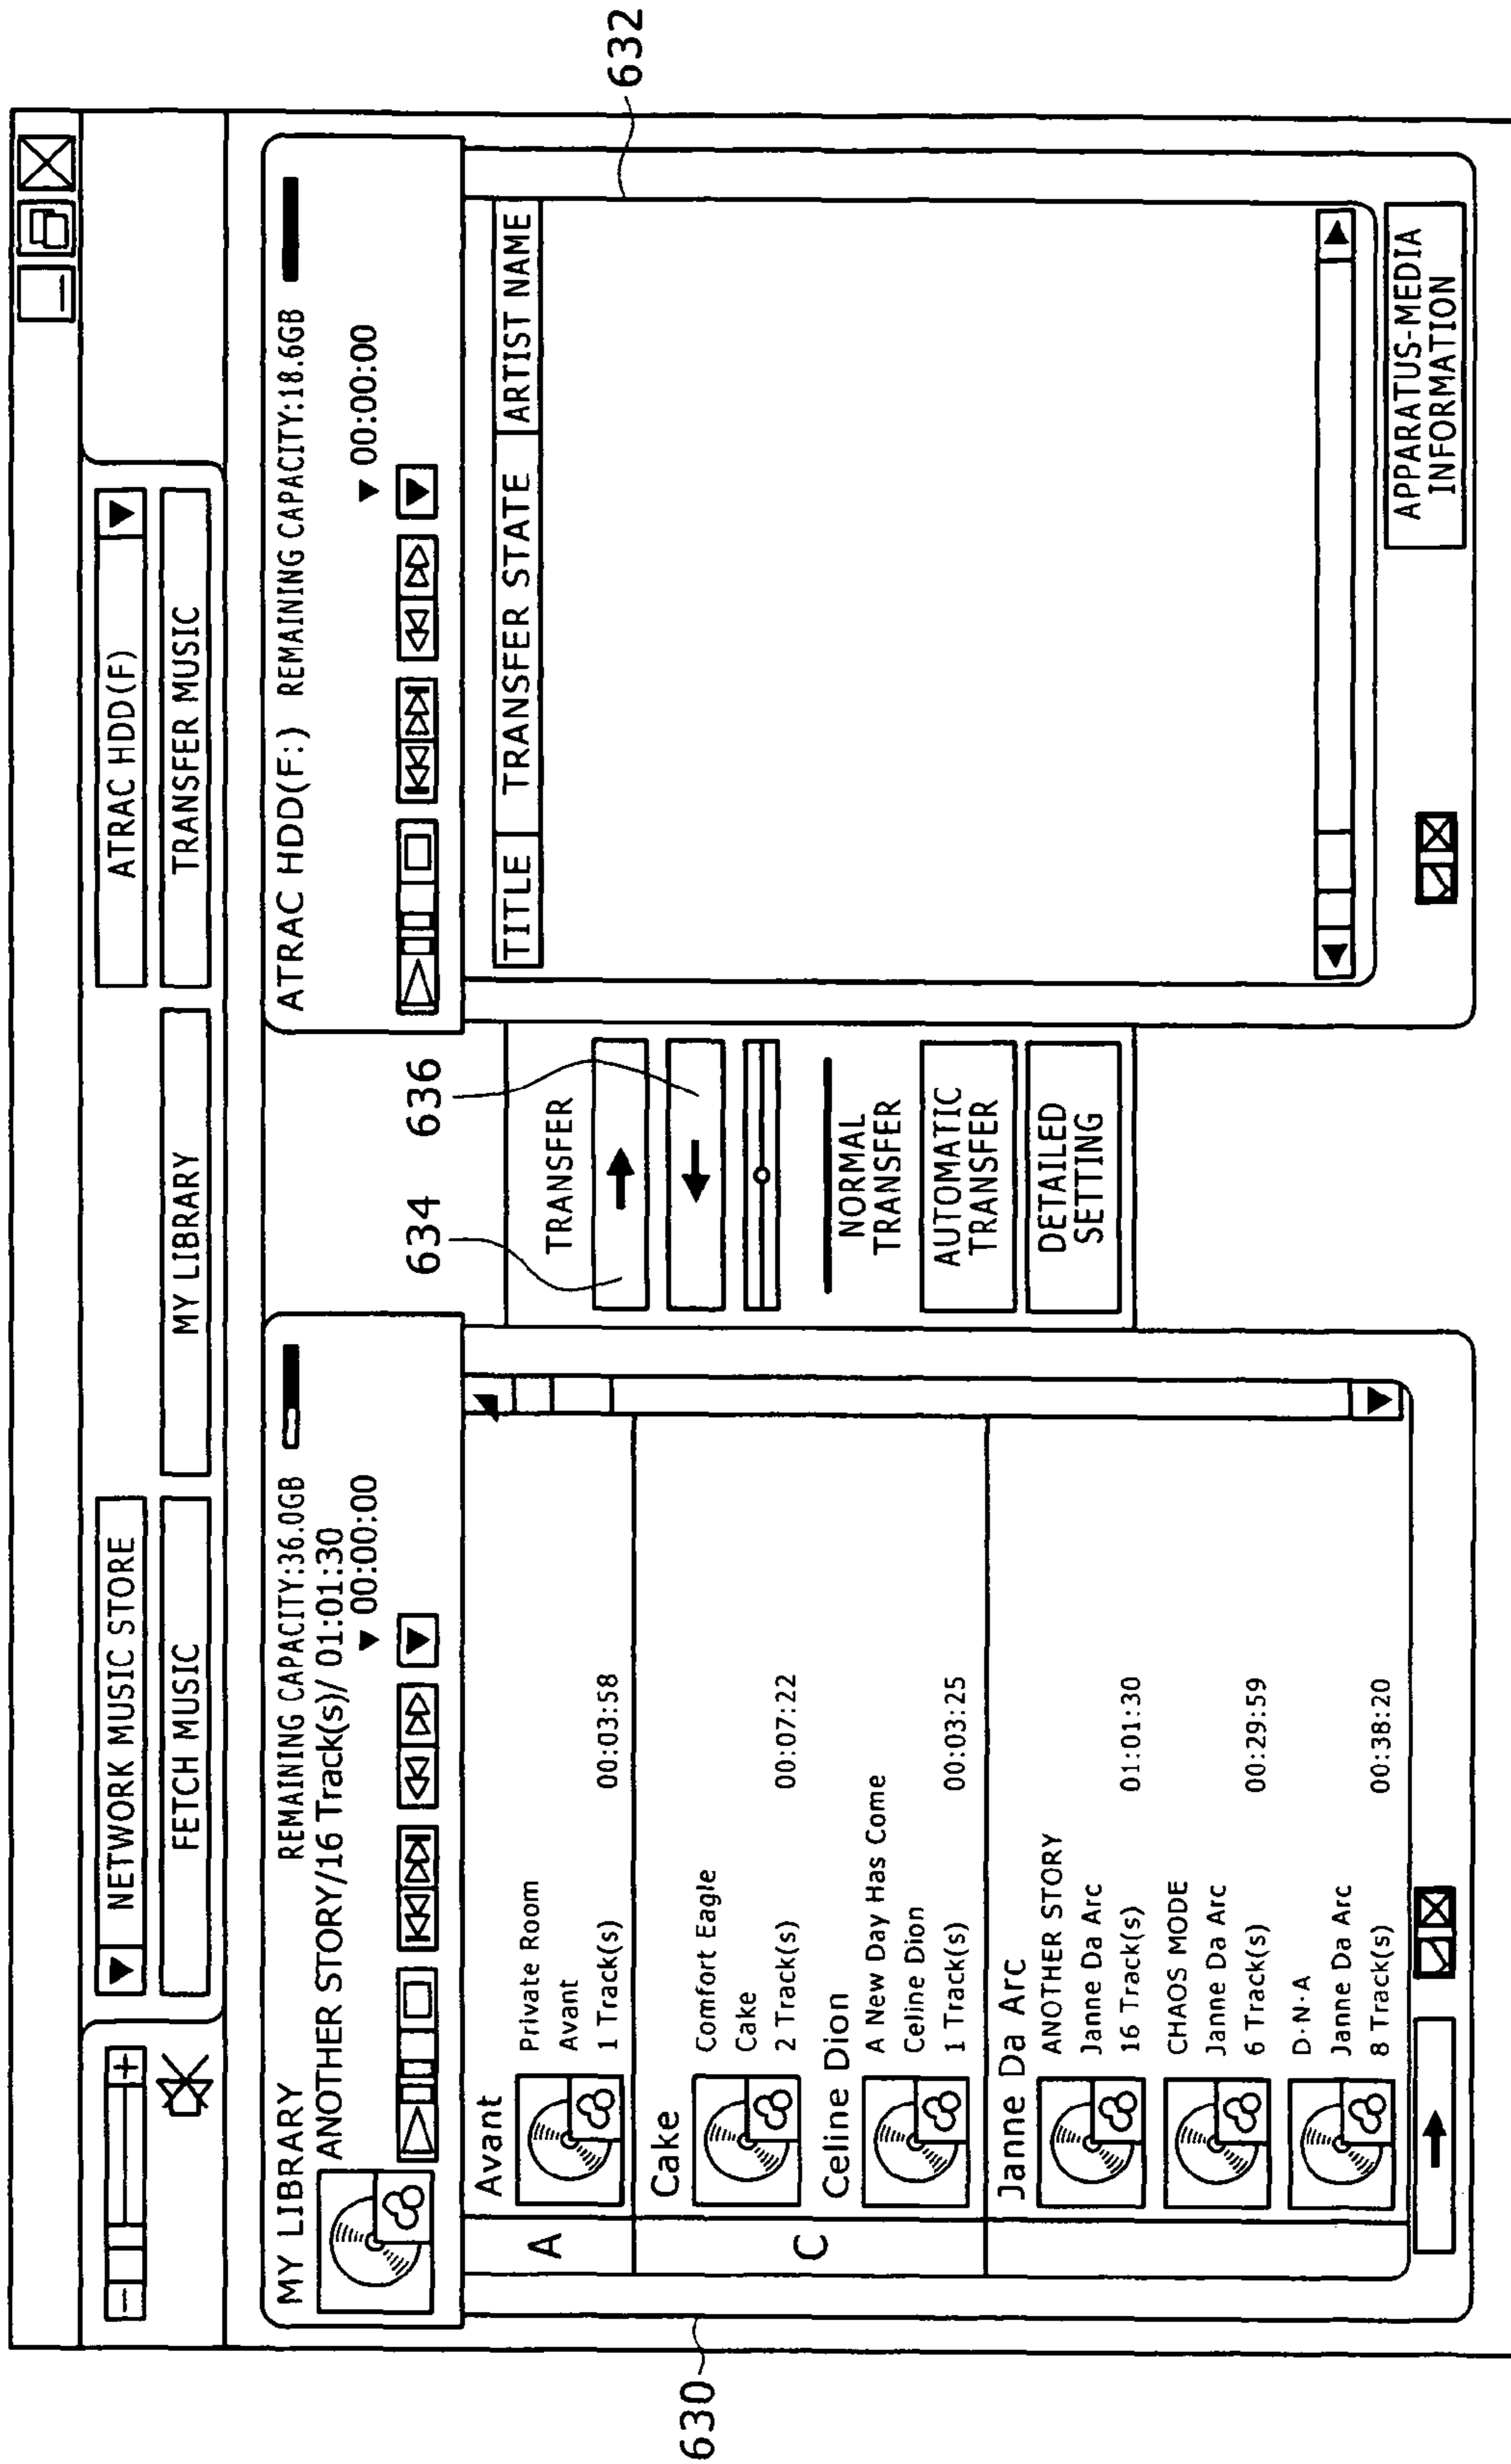 NETWORK MUSIC STORE
ATRAC HDD(F)
FETCH MUSIC
MY LIBRARY
TRANSFER MUSIC
MY LIBRARY
REMAINING CAPACITY:36.0GB
ANOTHER STORY/16 Track(s)/ 01:01:30
▼ 00:00:00
A
Avant
Private Room
Avant
1 Track(s) 00:03:58
C
Cake
Comfort Eagle
Cake
2 Track(s) 00:07:22
Celine Dion
A New Day Has Come
Celine Dion
1 Track(s) 00:03:25
Janne Da Arc
ANOTHER STORY
Janne Da Arc
16 Track(s) 01:01:30
CHAOS MODE
Janne Da Arc
6 Track(s) 00:29:59
D·N·A
Janne Da Arc
8 Track(s) 00:38:20
630
634
636
TRANSFER
→
←
NORMAL
TRANSFER
AUTOMATIC
TRANSFER
DETAILED
SETTING
ATRAC HDD(F:) REMAINING CAPACITY:18.6GB
▼ 00:00:00
TITLE TRANSFER STATE ARTIST NAME
632
APPARATUS-MEDIA
INFORMATION